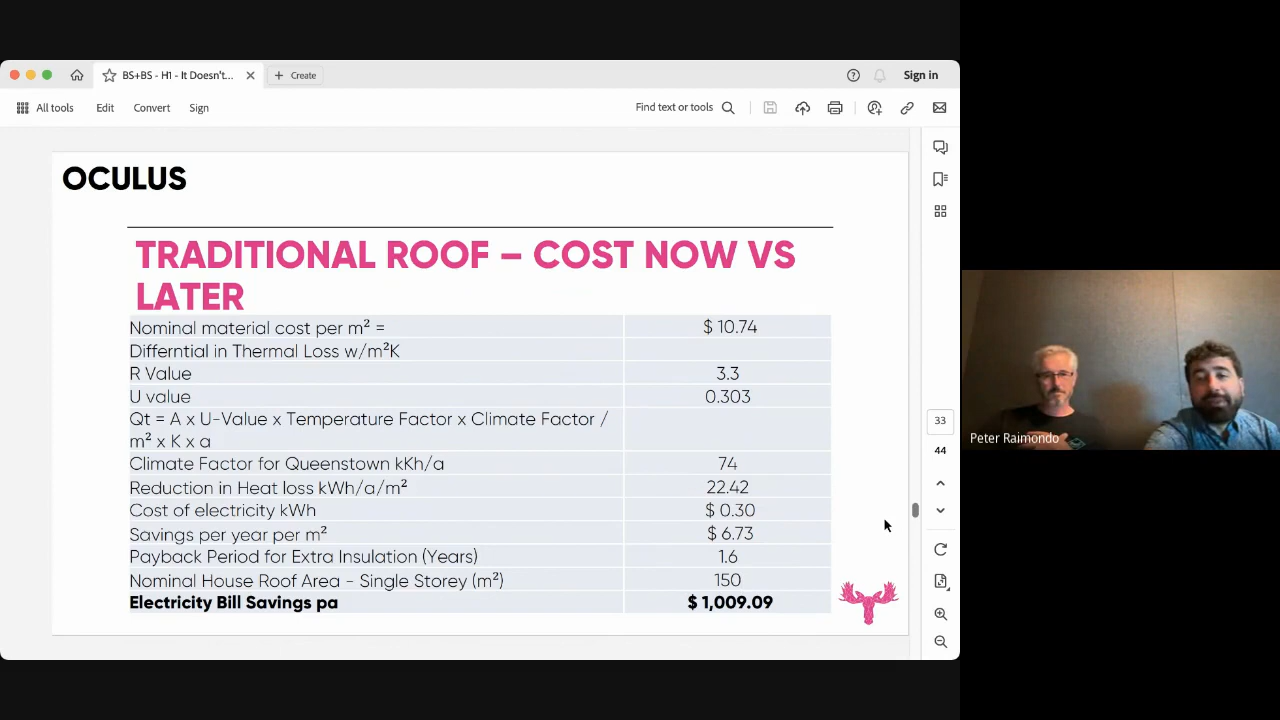 BS+BS - H1 - It Doesn't...
Create
Sign in
All tools
Edit
Convert
Sign
Find text or tools
OCULUS
TRADITIONAL ROOF – COST NOW VS
LATER
Nominal material cost per m² = $ 10.74
Differntial in Thermal Loss w/m²K
R Value 3.3
U value 0.303
Qt = A x U-Value x Temperature Factor x Climate Factor /
m² x K x a
Climate Factor for Queenstown kKh/a 74
Reduction in Heat loss kWh/a/m² 22.42
Cost of electricity kWh $ 0.30
Savings per year per m² $ 6.73
Payback Period for Extra Insulation (Years) 1.6
Nominal House Roof Area - Single Storey (m²) 150
Electricity Bill Savings pa $ 1,009.09
33
44
Peter Raimondo